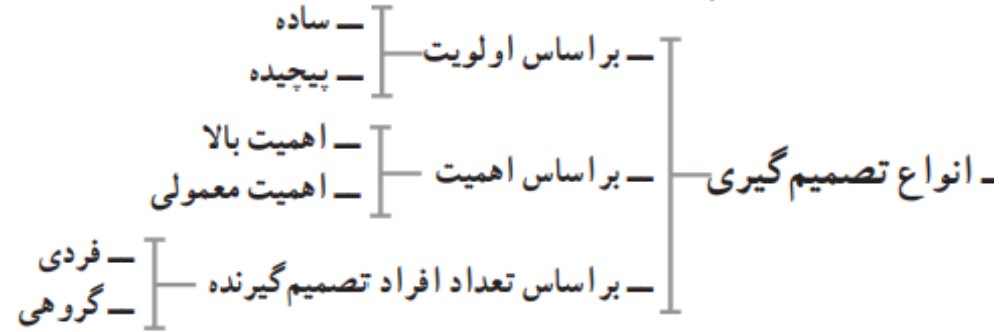 ـ انواع تصمیم‌گیری
ـ براساس اولویت
ـ ساده
ـ پیچیده
ـ براساس اهمیت
ـ اهمیت بالا
ـ اهمیت معمولی
ـ براساس تعداد افراد تصمیم‌گیرنده
ـ فردی
ـ گروهی